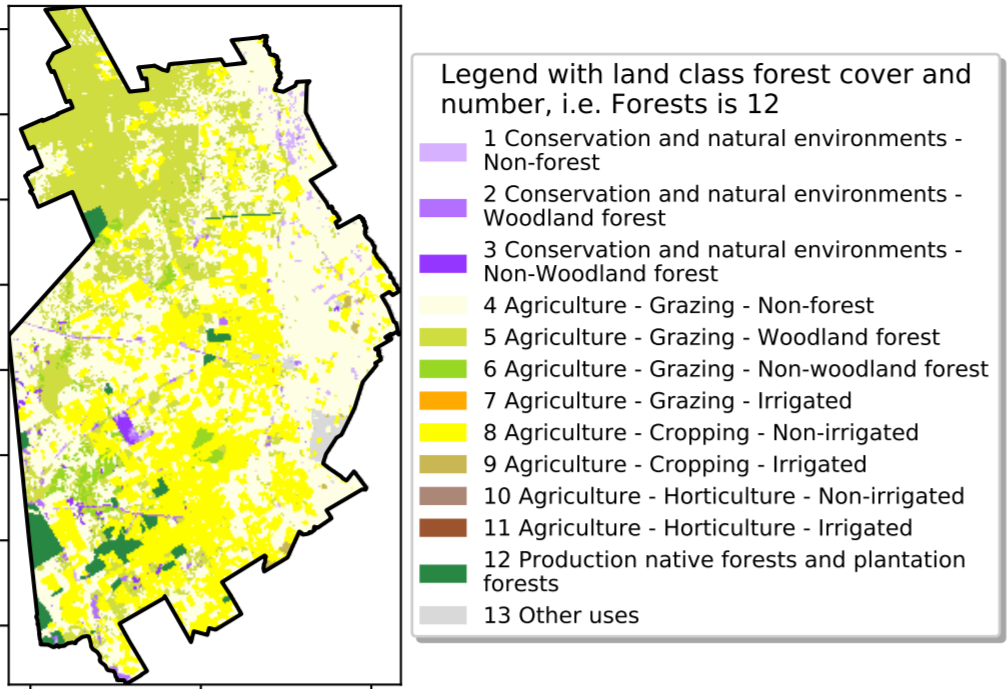 Legend with land class forest cover and
number, i.e. Forests is 12
1 Conservation and natural environments -
Non-forest
2 Conservation and natural environments -
Woodland forest
3 Conservation and natural environments -
Non-Woodland forest
4 Agriculture - Grazing - Non-forest
5 Agriculture - Grazing - Woodland forest
6 Agriculture - Grazing - Non-woodland forest
7 Agriculture - Grazing - Irrigated
8 Agriculture - Cropping - Non-irrigated
9 Agriculture - Cropping - Irrigated
10 Agriculture - Horticulture - Non-irrigated
11 Agriculture - Horticulture - Irrigated
12 Production native forests and plantation
forests
13 Other uses